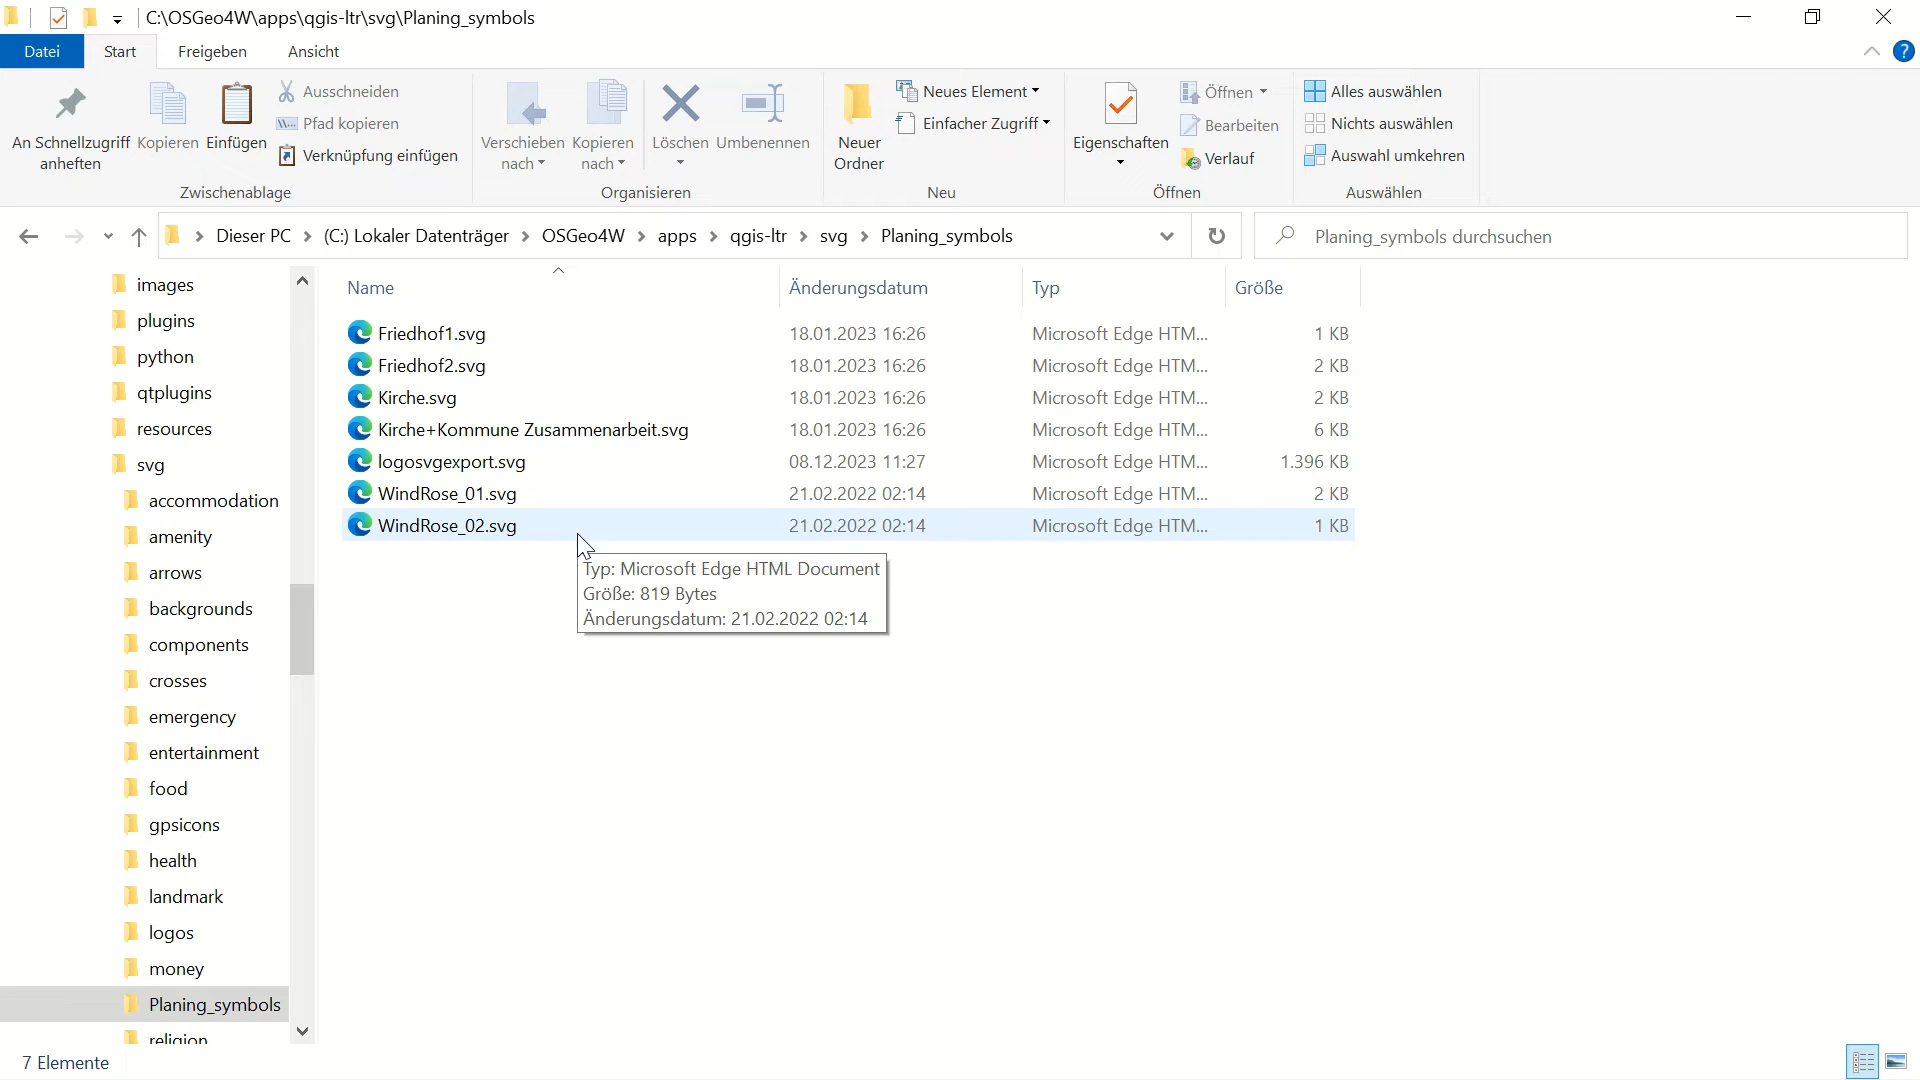 C:\OSGeo4W\apps\qgis-ltr\svg\Planing_symbols
Datei Start Freigeben Ansicht
An Schnellzugriff anheften
Kopieren
Einfügen
Ausschneiden
Pfad kopieren
Verknüpfung einfügen
Zwischenablage
Verschieben nach
Kopieren nach
Löschen
Umbenennen
Organisieren
Neuer Ordner
Neues Element
Einfacher Zugriff
Neu
Eigenschaften
Öffnen
Bearbeiten
Verlauf
Öffnen
Alles auswählen
Nichts auswählen
Auswahl umkehren
Auswählen
Dieser PC > (C:) Lokaler Datenträger > OSGeo4W > apps > qgis-ltr > svg > Planing_symbols
Planing_symbols durchsuchen
images
plugins
python
qtplugins
resources
svg
accommodation
amenity
arrows
backgrounds
components
crosses
emergency
entertainment
food
gpsicons
health
landmark
logos
money
Planing_symbols
religion
Name Änderungsdatum Typ Größe
Friedhof1.svg 18.01.2023 16:26 Microsoft Edge HTM... 1 KB
Friedhof2.svg 18.01.2023 16:26 Microsoft Edge HTM... 2 KB
Kirche.svg 18.01.2023 16:26 Microsoft Edge HTM... 2 KB
Kirche+Kommune Zusammenarbeit.svg 18.01.2023 16:26 Microsoft Edge HTM... 6 KB
logosvgexport.svg 08.12.2023 11:27 Microsoft Edge HTM... 1.396 KB
WindRose_01.svg 21.02.2022 02:14 Microsoft Edge HTM... 2 KB
WindRose_02.svg 21.02.2022 02:14 Microsoft Edge HTM... 1 KB
Typ: Microsoft Edge HTML Document
Größe: 819 Bytes
Änderungsdatum: 21.02.2022 02:14
7 Elemente